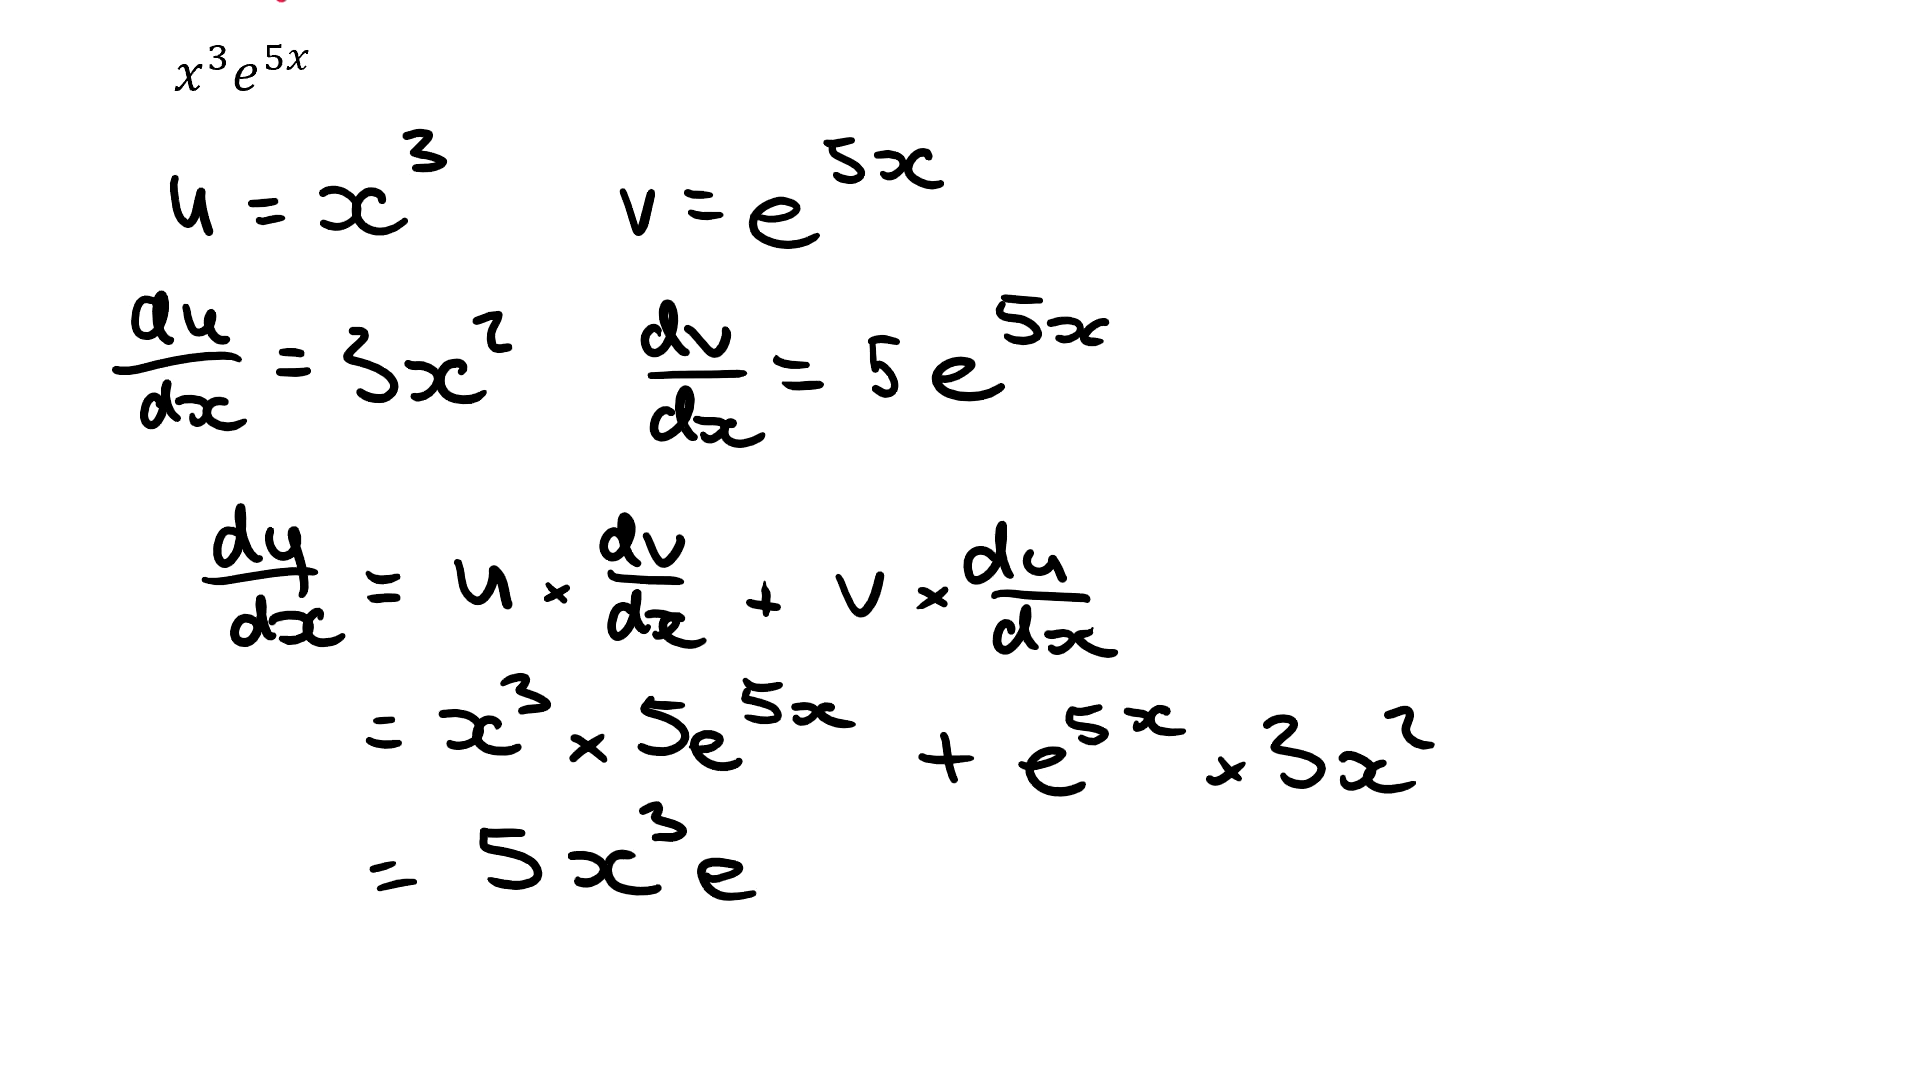 x³e⁵ˣ
u = x³ v = e⁵ˣ
du/dx = 3x² dv/dx = 5e⁵ˣ
dy/dx = u × dv/dx + v × du/dx
= x³ × 5e⁵ˣ + e⁵ˣ × 3x²
= 5x³e